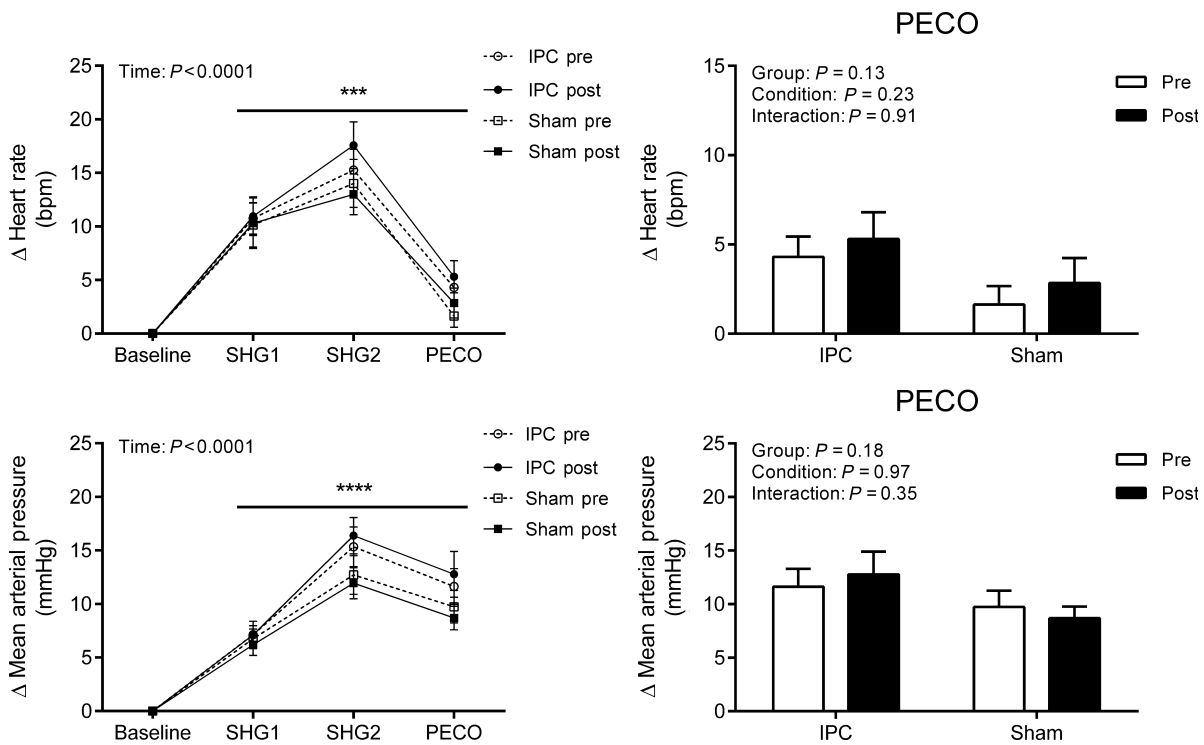 PECO
Time: P<0.0001
***
IPC pre
IPC post
Sham pre
Sham post
Δ Heart rate
(bpm)
25
20
15
10
5
0
Baseline SHG1 SHG2 PECO
Group: P = 0.13
Condition: P = 0.23
Interaction: P = 0.91
Pre
Post
Δ Heart rate
(bpm)
15
10
5
0
IPC Sham
PECO
Time: P<0.0001
****
IPC pre
IPC post
Sham pre
Sham post
Δ Mean arterial pressure
(mmHg)
25
20
15
10
5
0
Baseline SHG1 SHG2 PECO
Group: P = 0.18
Condition: P = 0.97
Interaction: P = 0.35
Pre
Post
Δ Mean arterial pressure
(mmHg)
25
20
15
10
5
0
IPC Sham